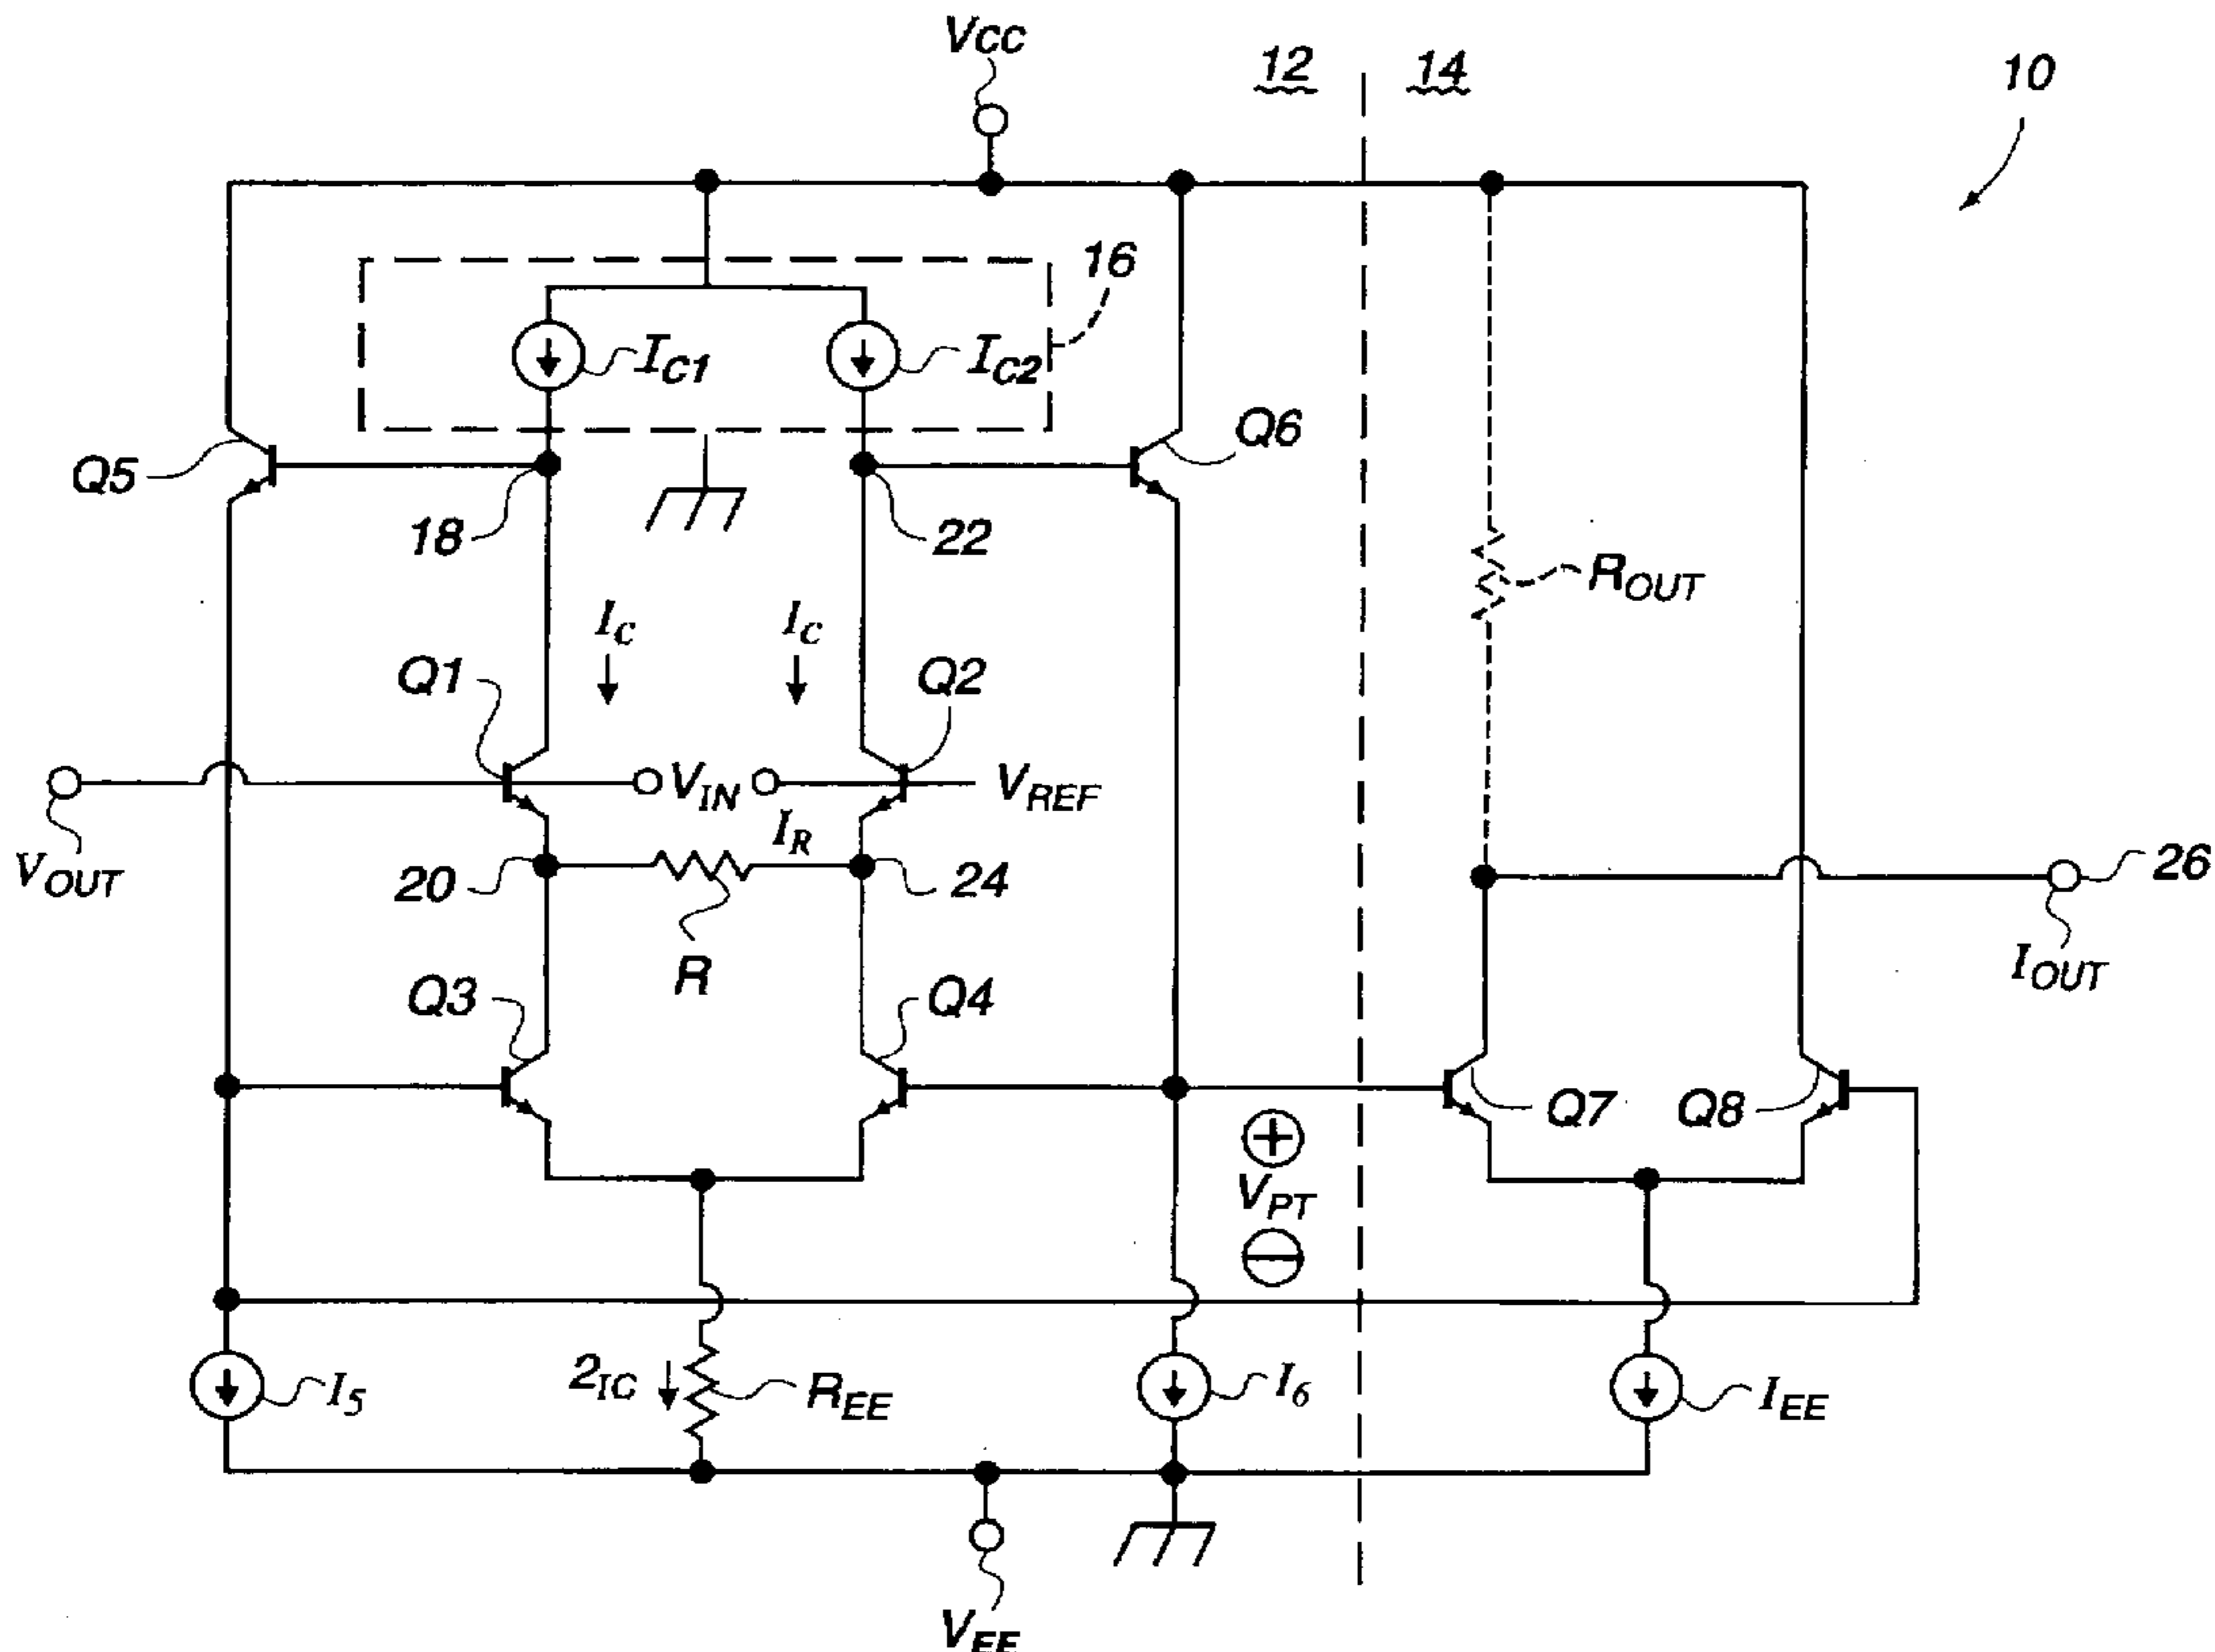 VCC
12
14
10
16
IC1
IC2
Q5
Q6
18
22
ROUT
IC
IC
Q1
Q2
VIN
VREF
IR
VOUT
20
24
26
R
IOUT
Q3
Q4
Q7
Q8
+
VPT
−
2IC
REE
I5
I6
IEE
VEE